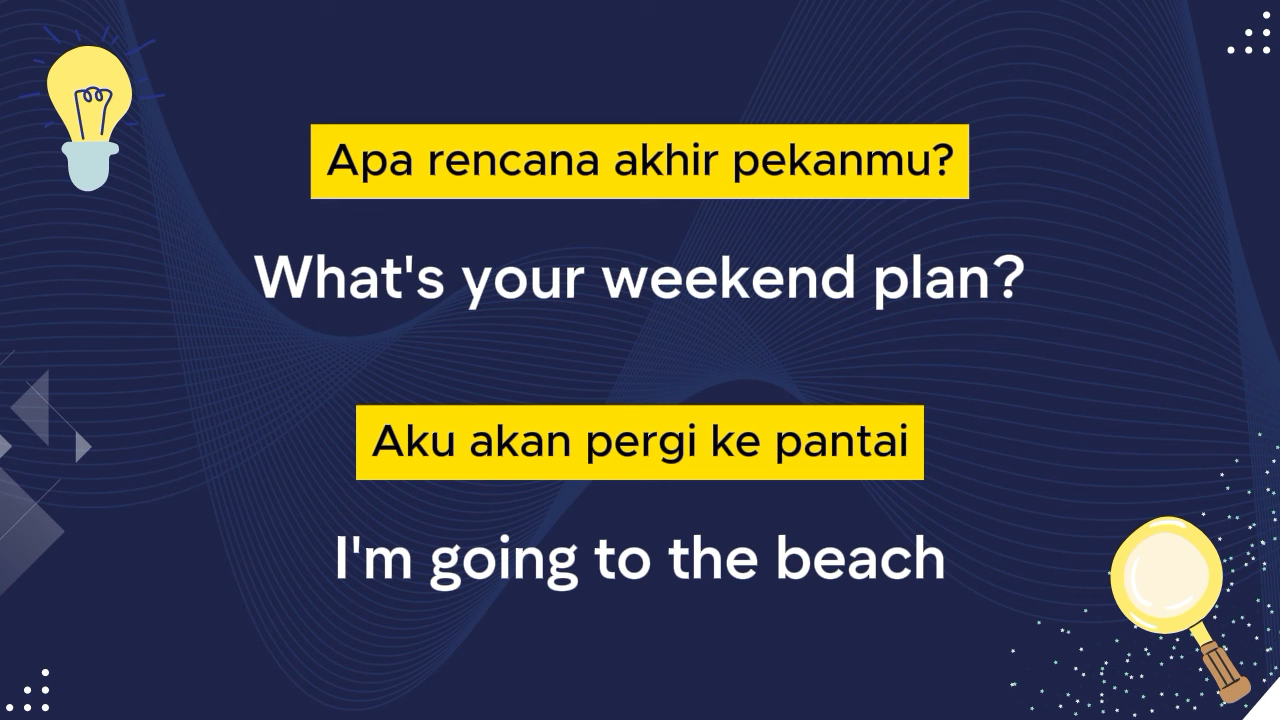 Apa rencana akhir pekanmu?
What's your weekend plan?
Aku akan pergi ke pantai
I'm going to the beach